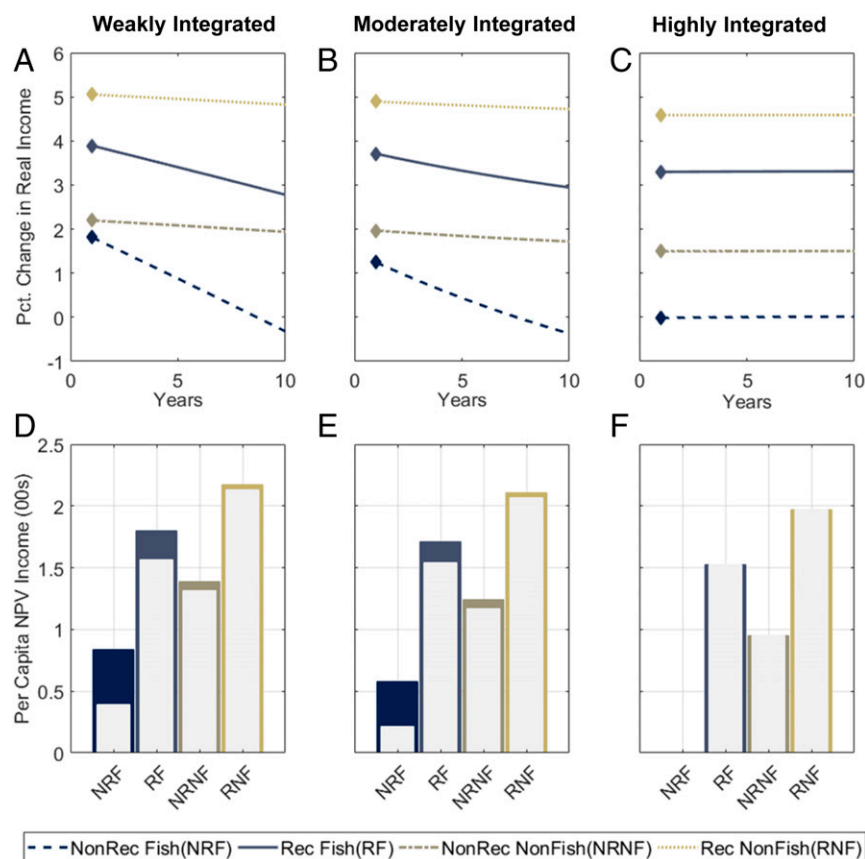 Weakly Integrated
Moderately Integrated
Highly Integrated
A
B
C
Pct. Change in Real Income
6
5
4
3
2
1
0
-1
0 5 10
Years
0 5 10
Years
0 5 10
Years
D
E
F
Per Capita NPV Income (00s)
2.5
2
1.5
1
0.5
0
NRF RF NRNF RNF
NRF RF NRNF RNF
NRF RF NRNF RNF
NonRec Fish(NRF) Rec Fish(RF) NonRec NonFish(NRNF) Rec NonFish(RNF)